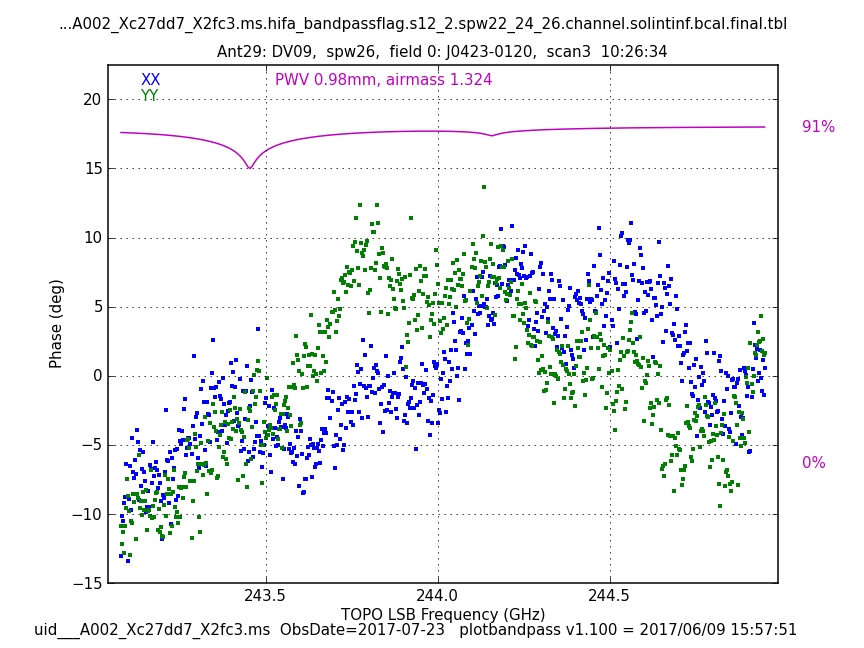 ...A002_Xc27dd7_X2fc3.ms.hifa_bandpassflag.s12_2.spw22_24_26.channel.solintinf.bcal.final.tbl
Ant29: DV09,  spw26,  field 0: J0423-0120,  scan3  10:26:34
XX
PWV 0.98mm, airmass 1.324
YY
20
91%
15
10
5
0
−5
0%
−10
−15
Phase (deg)
243.5
244.0
244.5
TOPO LSB Frequency (GHz)
uid___A002_Xc27dd7_X2fc3.ms  ObsDate=2017-07-23   plotbandpass v1.100 = 2017/06/09 15:57:51